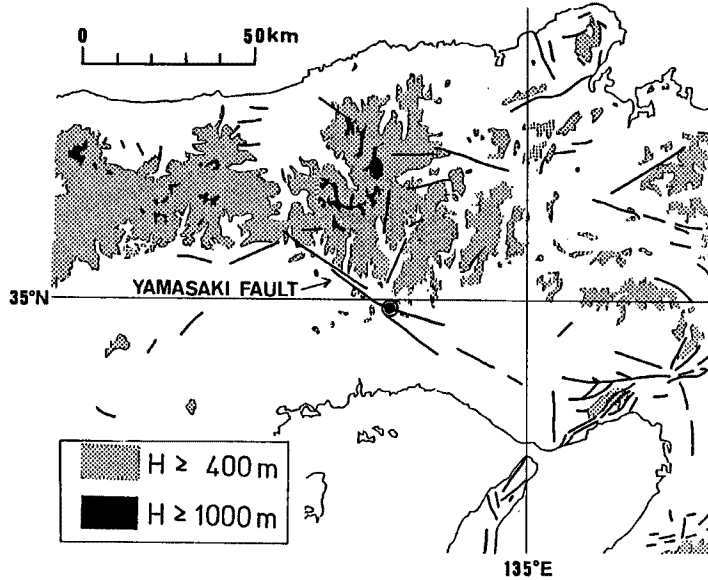 0 50km
35°N
YAMASAKI FAULT
H ≥ 400 m
H ≥ 1000 m
135°E